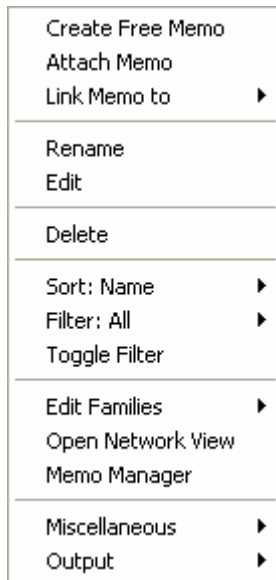 Create Free Memo
Attach Memo
Link Memo to
Rename
Edit
Delete
Sort: Name
Filter: All
Toggle Filter
Edit Families
Open Network View
Memo Manager
Miscellaneous
Output